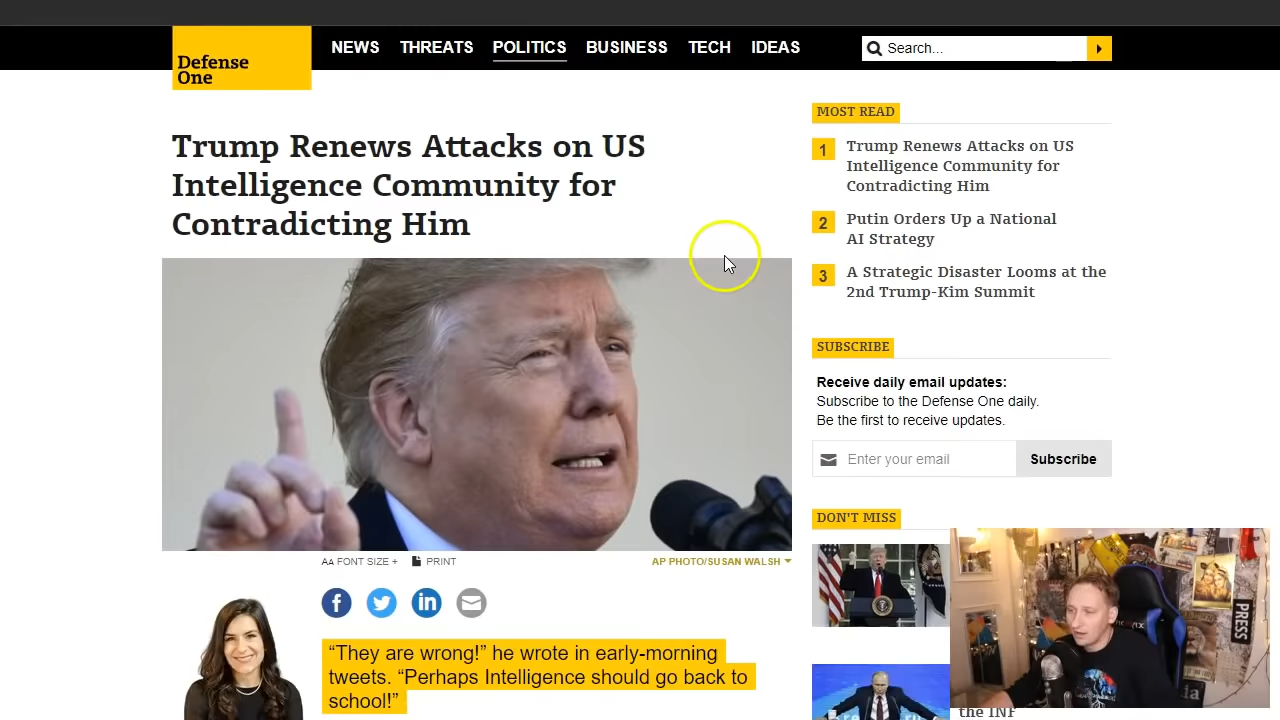 NEWS THREATS POLITICS BUSINESS TECH IDEAS
Search...
Defense
One
Trump Renews Attacks on US
Intelligence Community for
Contradicting Him
AA FONT SIZE +
PRINT
AP PHOTO/SUSAN WALSH
“They are wrong!” he wrote in early-morning
tweets. “Perhaps Intelligence should go back to
school!”
MOST READ
1 Trump Renews Attacks on US
Intelligence Community for
Contradicting Him
2 Putin Orders Up a National
AI Strategy
3 A Strategic Disaster Looms at the
2nd Trump-Kim Summit
SUBSCRIBE
Receive daily email updates:
Subscribe to the Defense One daily.
Be the first to receive updates.
Enter your email
Subscribe
DON'T MISS
the INF
PRESS